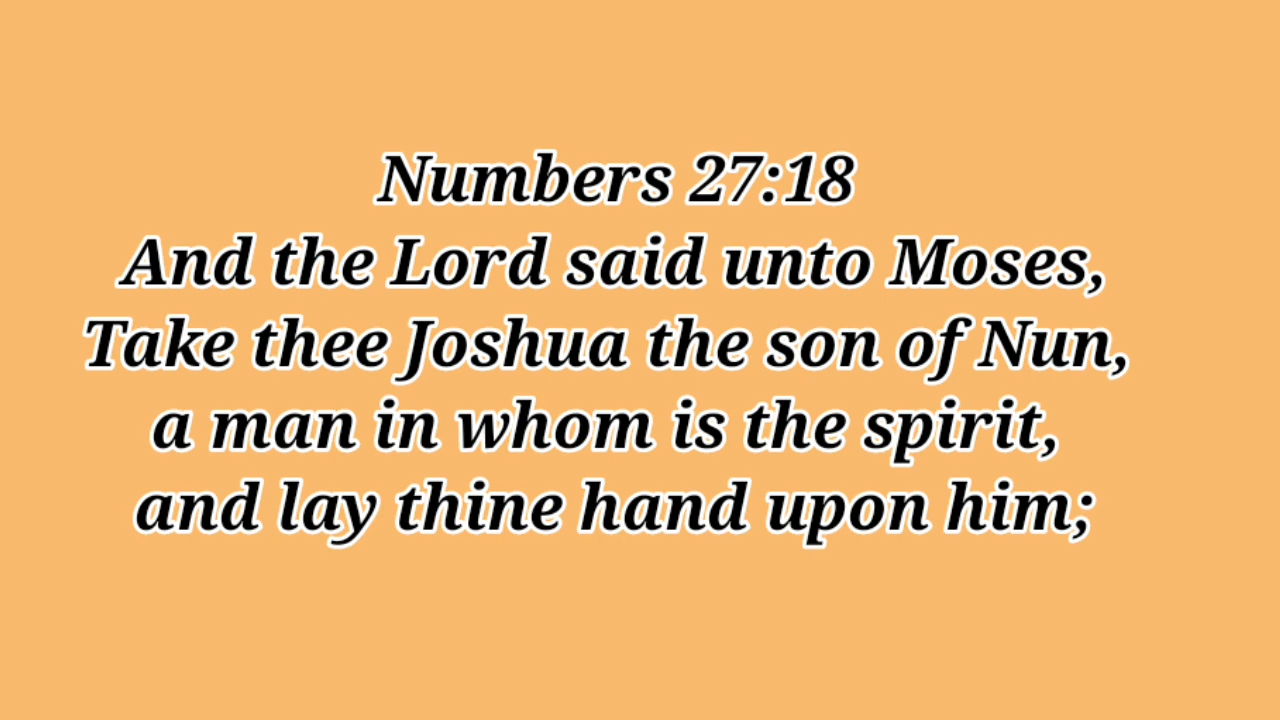 Numbers 27:18
And the Lord said unto Moses,
Take thee Joshua the son of Nun,
a man in whom is the spirit,
and lay thine hand upon him;